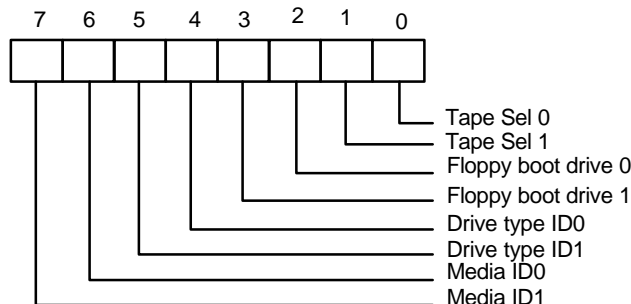 7 6 5 4 3 2 1 0
Tape Sel 0
Tape Sel 1
Floppy boot drive 0
Floppy boot drive 1
Drive type ID0
Drive type ID1
Media ID0
Media ID1